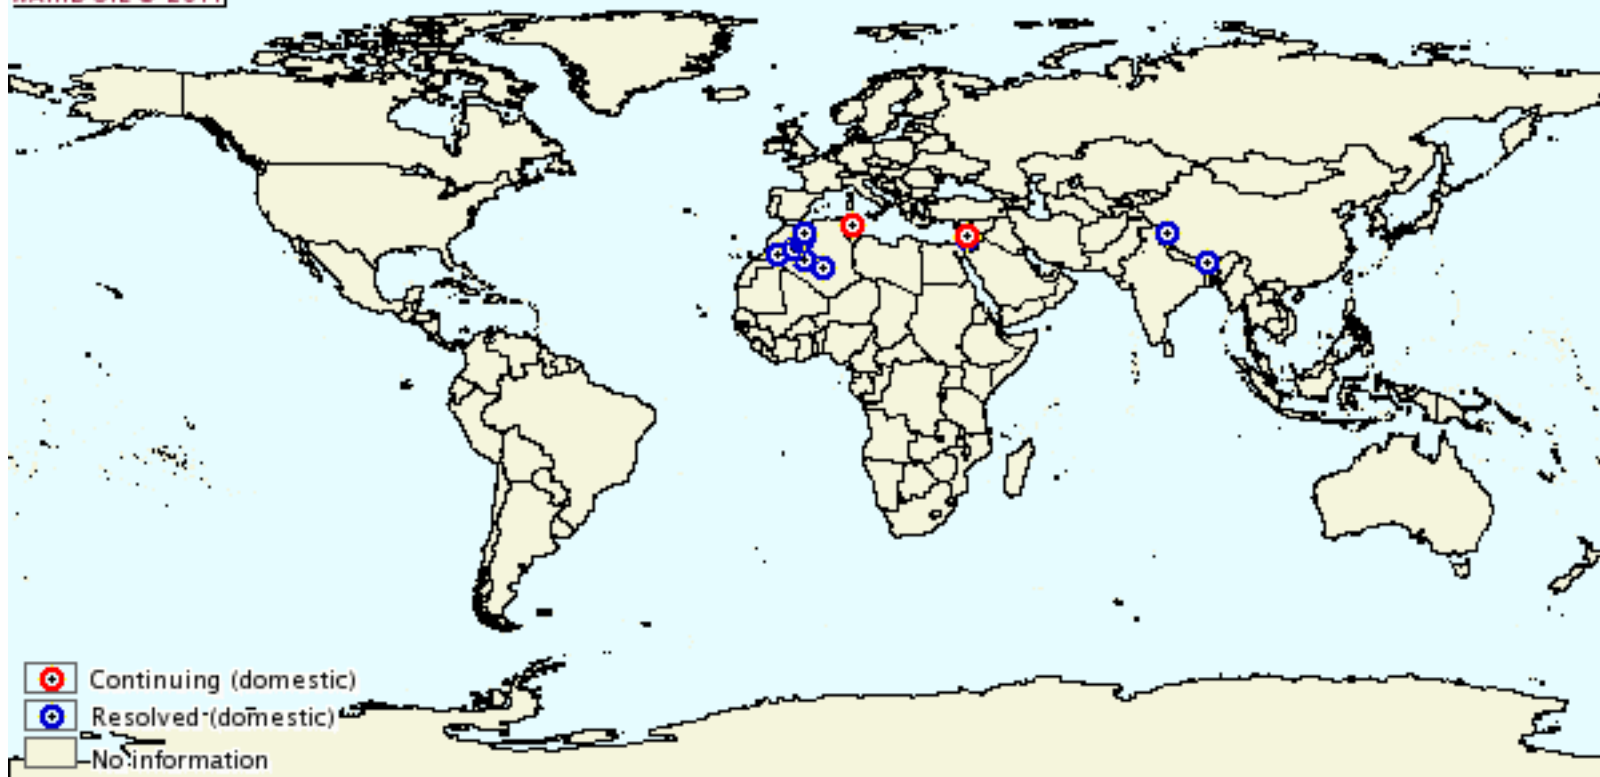 Continuing (domestic)
Resolved (domestic)
No information